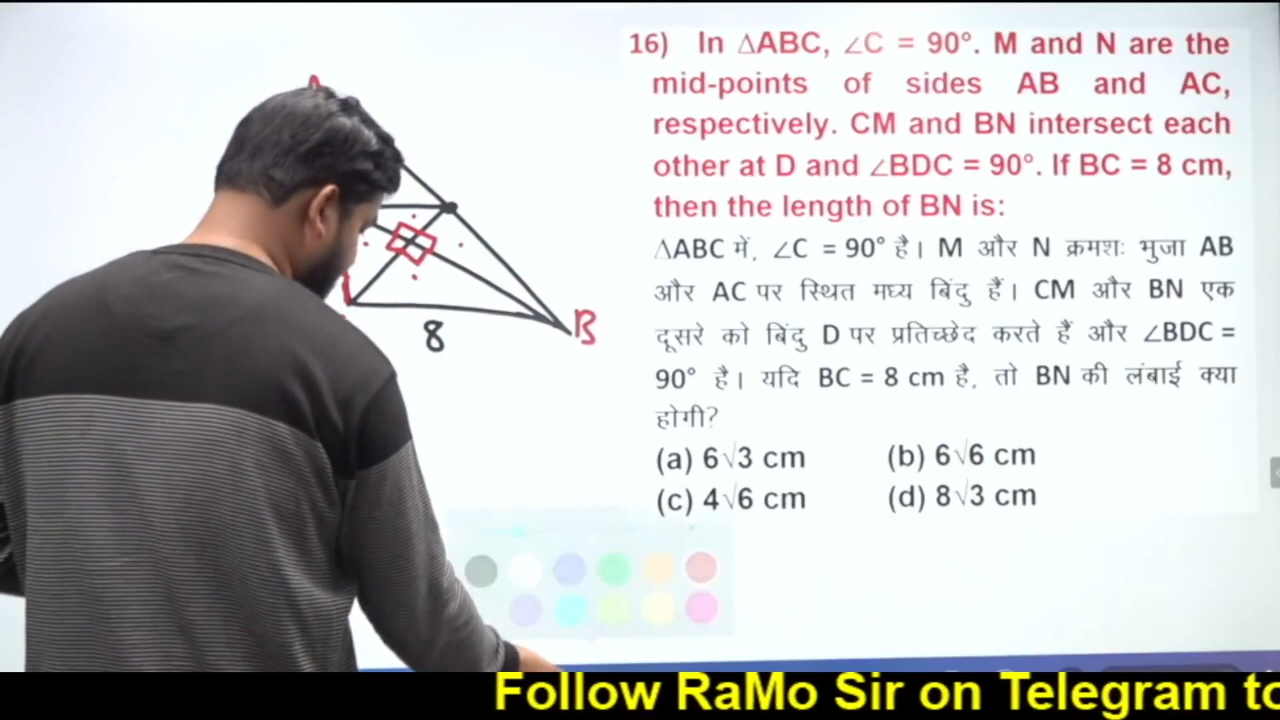 16) In △ABC, ∠C = 90°. M and N are the
mid-points of sides AB and AC,
respectively. CM and BN intersect each
other at D and ∠BDC = 90°. If BC = 8 cm,
then the length of BN is:
△ABC में, ∠C = 90° है। M और N क्रमशः भुजा AB
और AC पर स्थित मध्य बिंदु हैं। CM और BN एक
दूसरे को बिंदु D पर प्रतिच्छेद करते हैं और ∠BDC =
90° है। यदि BC = 8 cm है, तो BN की लंबाई क्या
होगी?
(a) 6√3 cm (b) 6√6 cm
(c) 4√6 cm (d) 8√3 cm
8
B
Follow RaMo Sir on Telegram to